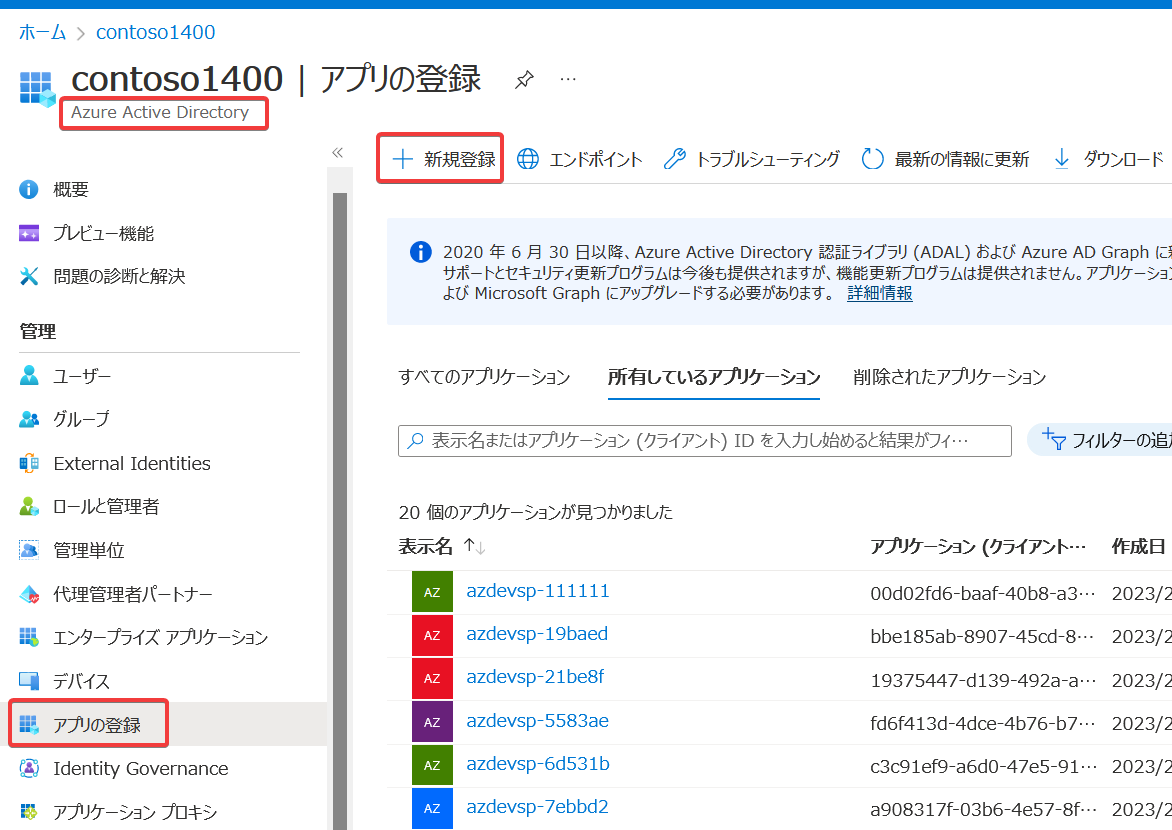 ホーム > contoso1400
contoso1400 | アプリの登録 ···
Azure Active Directory
«
概要
プレビュー機能
問題の診断と解決
管理
ユーザー
グループ
External Identities
ロールと管理者
管理単位
代理管理者パートナー
エンタープライズ アプリケーション
デバイス
アプリの登録
Identity Governance
アプリケーション プロキシ
+ 新規登録 エンドポイント トラブルシューティング 最新の情報に更新 ダウンロード
2020 年 6 月 30 日以降、Azure Active Directory 認証ライブラリ (ADAL) および Azure AD Graph に
サポートとセキュリティ更新プログラムは今後も提供されますが、機能更新プログラムは提供されません。アプリケーション
よび Microsoft Graph にアップグレードする必要があります。 詳細情報
すべてのアプリケーション 所有しているアプリケーション 削除されたアプリケーション
表示名またはアプリケーション (クライアント) ID を入力し始めると結果がフィ··· フィルターの追
20 個のアプリケーションが見つかりました
表示名 ↑↓ アプリケーション (クライアント··· 作成日
AZ azdevsp-111111 00d02fd6-baaf-40b8-a3··· 2023/2
AZ azdevsp-19baed bbe185ab-8907-45cd-8··· 2023/2
AZ azdevsp-21be8f 19375447-d139-492a-a··· 2023/2
AZ azdevsp-5583ae fd6f413d-4dce-4b76-b7··· 2023/2
AZ azdevsp-6d531b c3c91ef9-a6d0-47e5-91··· 2023/2
AZ azdevsp-7ebbd2 a908317f-03b6-4e57-8f··· 2023/2